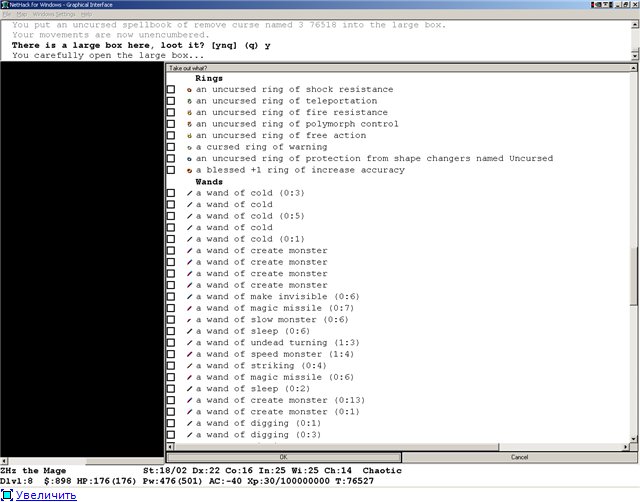 NetHack for Windows - Graphical Interface
File Map Windows Settings Help
You put an uncursed spellbook of remove curse named 3 76518 into the large box.
Your movements are now unencumbered.
There is a large box here, loot it? [ynq] (q) y
You carefully open the large box...
Take out what?
Rings
an uncursed ring of shock resistance
an uncursed ring of teleportation
an uncursed ring of fire resistance
an uncursed ring of polymorph control
an uncursed ring of free action
a cursed ring of warning
an uncursed ring of protection from shape changers named Uncursed
a blessed +1 ring of increase accuracy
Wands
a wand of cold (0:3)
a wand of cold
a wand of cold (0:5)
a wand of cold
a wand of cold (0:1)
a wand of create monster
a wand of create monster
a wand of create monster
a wand of create monster
a wand of make invisible (0:6)
a wand of magic missile (0:7)
a wand of slow monster (0:6)
a wand of sleep (0:6)
a wand of undead turning (1:3)
a wand of speed monster (1:4)
a wand of striking (0:4)
a wand of magic missile (0:6)
a wand of sleep (0:2)
a wand of create monster (0:13)
a wand of create monster (0:1)
a wand of digging (0:1)
a wand of digging (0:3)
OK Cancel
ZHz the Mage St:18/02 Dx:22 Co:16 In:25 Wi:25 Ch:14 Chaotic
Dlvl:8 $:898 HP:176(176) Pw:476(501) AC:-40 Xp:30/100000000 T:76527
Увеличить